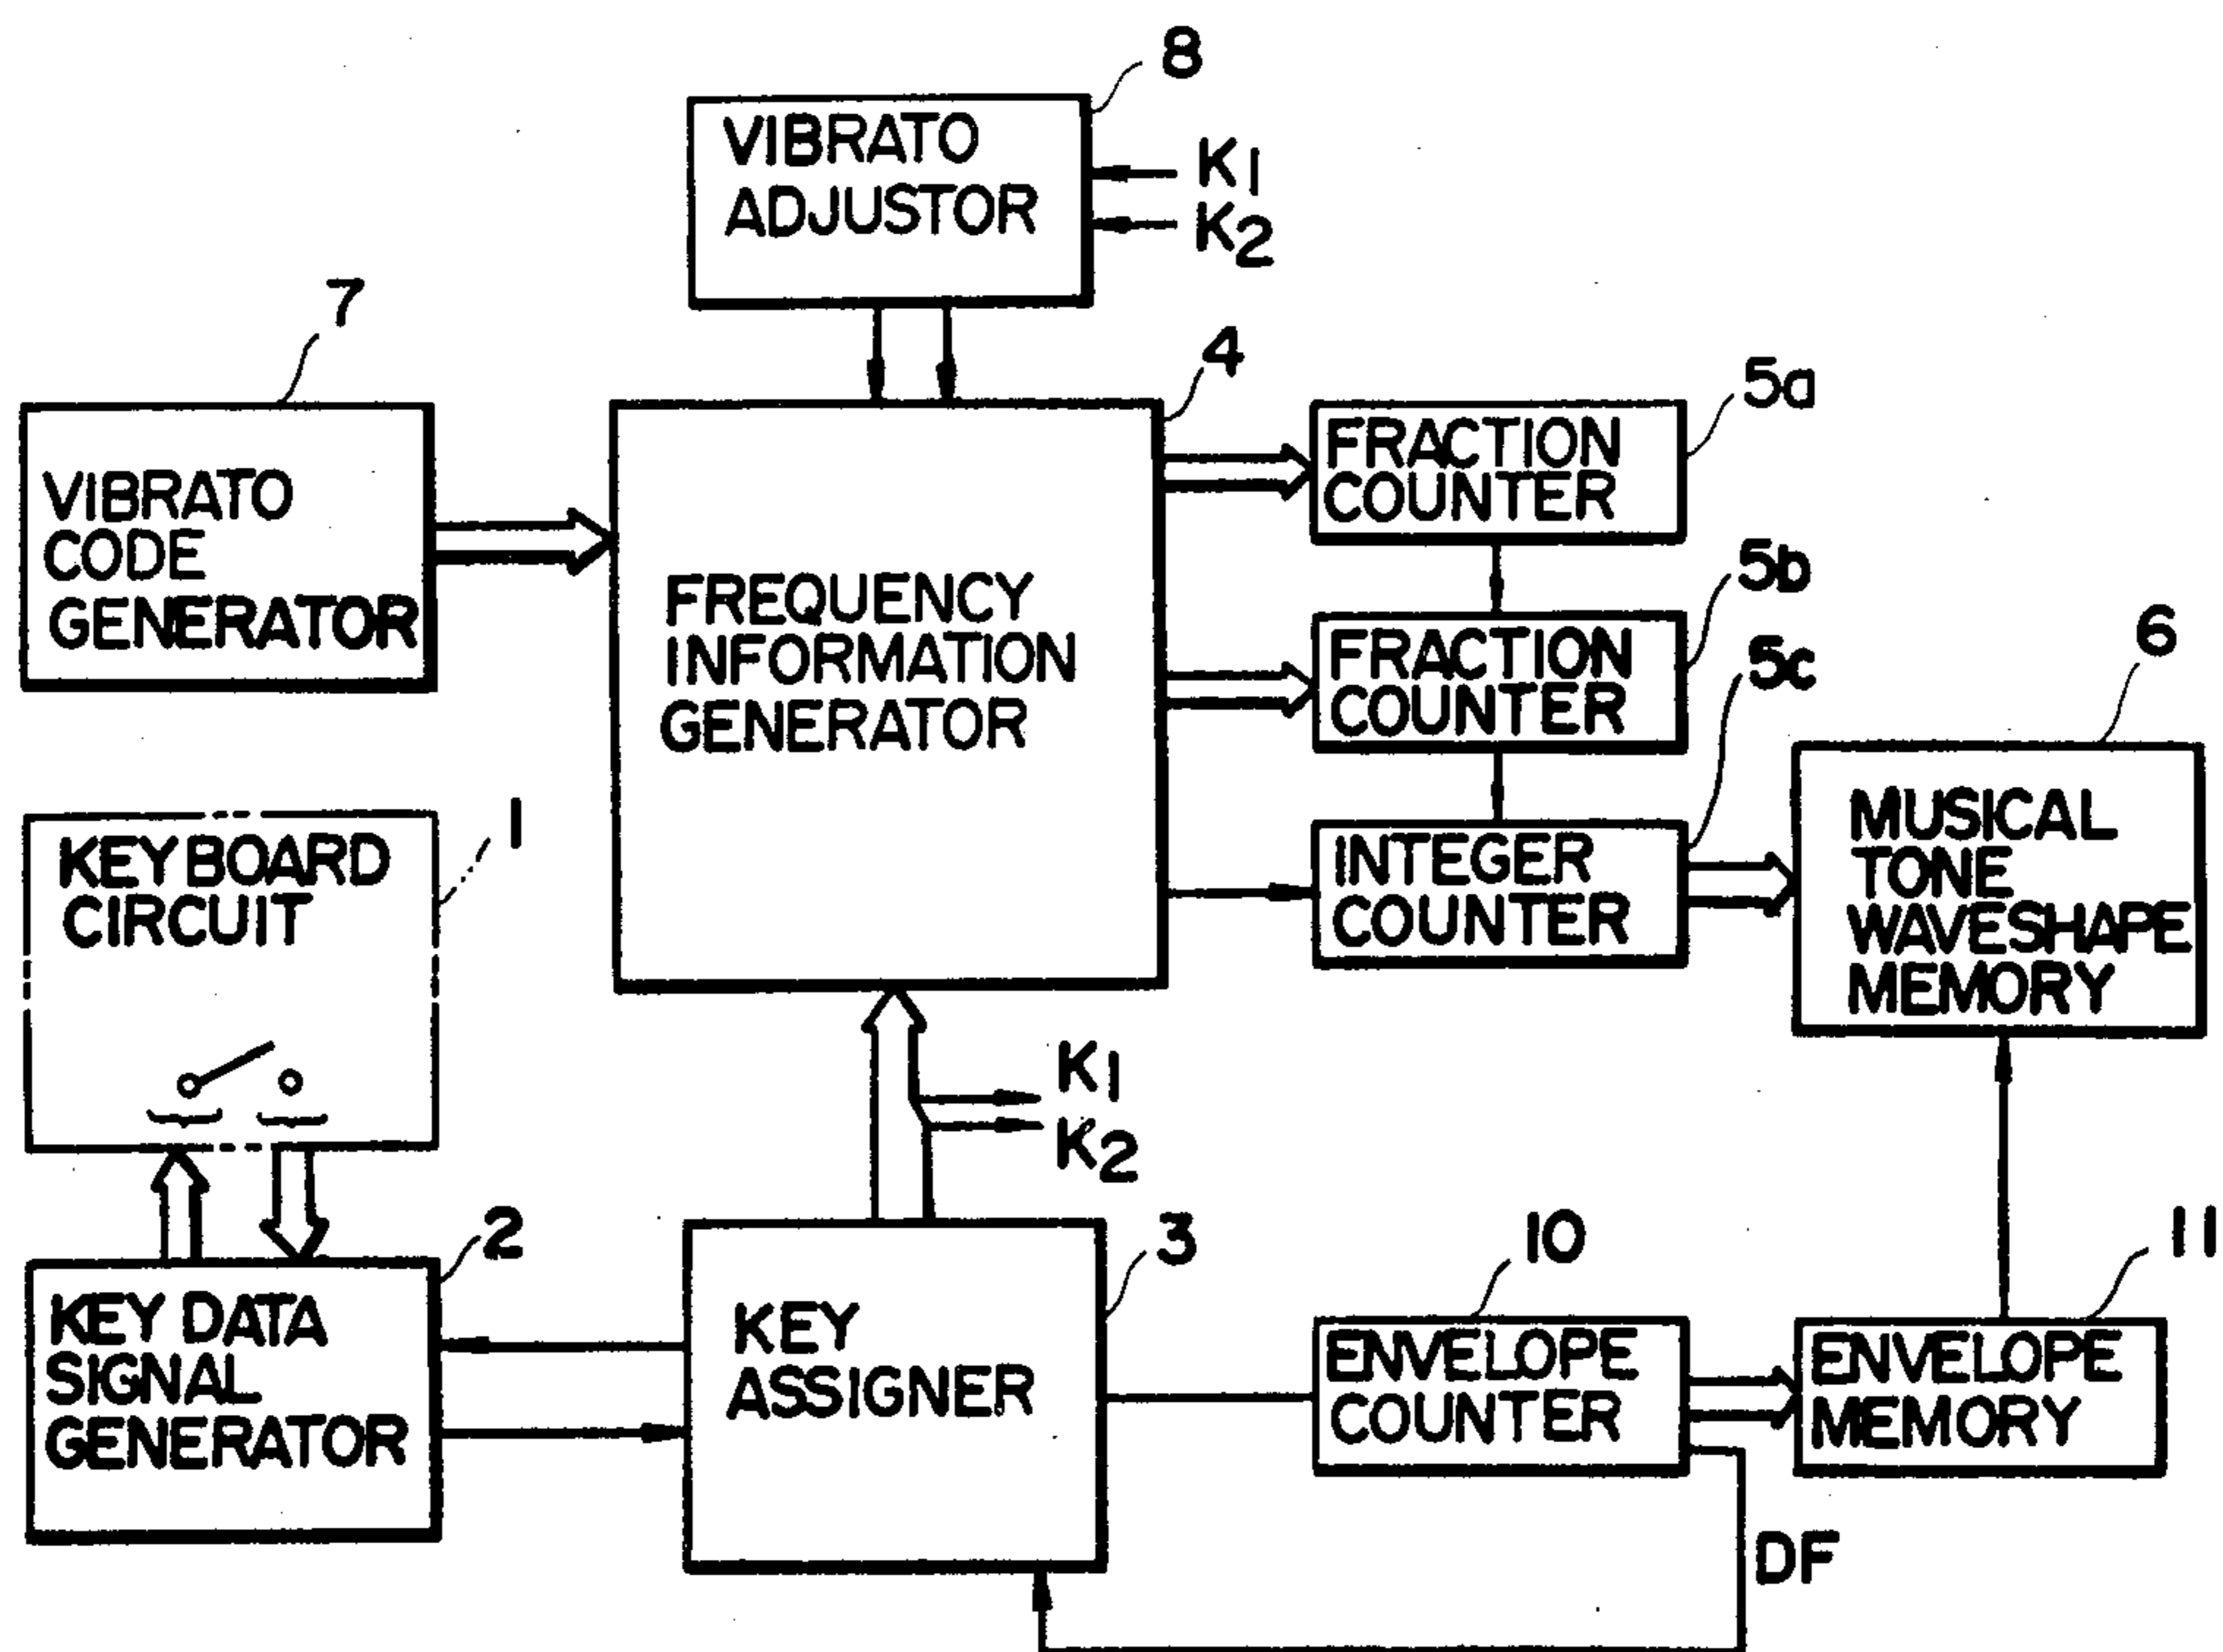 8
VIBRATO
ADJUSTOR
K1
K2
7
VIBRATO
CODE
GENERATOR
4
FREQUENCY
INFORMATION
GENERATOR
5a
FRACTION
COUNTER
5b
FRACTION
COUNTER
5c
INTEGER
COUNTER
6
MUSICAL
TONE
WAVESHAPE
MEMORY
1
KEYBOARD
CIRCUIT
K1
K2
2
KEY DATA
SIGNAL
GENERATOR
3
KEY
ASSIGNER
10
ENVELOPE
COUNTER
11
ENVELOPE
MEMORY
DF